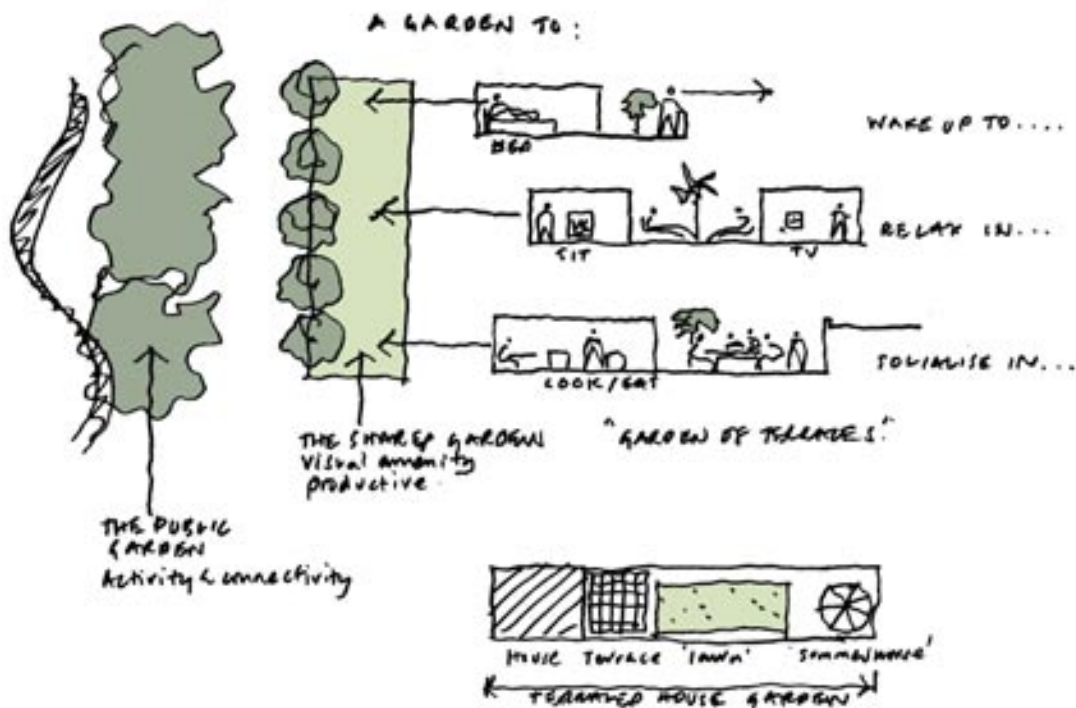 A GARDEN TO:
WAKE UP TO....
BED
RELAX IN...
SIT
TV
SOCIALISE IN...
COOK/EAT
THE SHARED GARDEN
visual amenity
productive.
"GARDEN OF TERRACES."
THE PUBLIC
GARDEN
Activity & connectivity
HOUSE
Terrace
'lawn'
'SUMMERHOUSE'
TERRACED HOUSE GARDEN